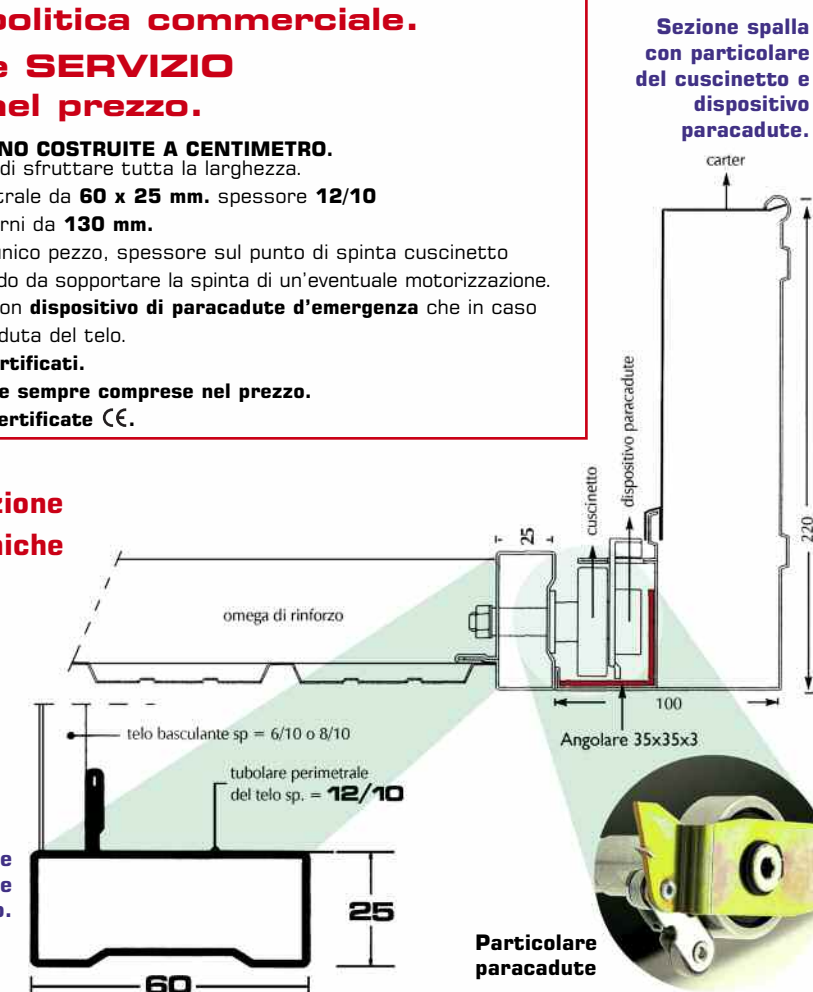 politica commerciale.
e SERVIZIO
nel prezzo.
NO COSTRUITE A CENTIMETRO.
di sfruttare tutta la larghezza.
trale da 60 x 25 mm. spessore 12/10
rni da 130 mm.
unico pezzo, spessore sul punto di spinta cuscinetto
do da sopportare la spinta di un'eventuale motorizzazione.
on dispositivo di paracadute d'emergenza che in caso
duta del telo.
rtificati.
e sempre comprese nel prezzo.
ertificate CE.
Sezione spalla
con particolare
del cuscinetto e
dispositivo
paracadute.
carter
dispositivo paracadute
cuscinetto
220
zione
niche
25
omega di rinforzo
100
Angolare 35x35x3
telo basculante sp = 6/10 o 8/10
tubolare perimetrale
del telo sp. = 12/10
e
e
o.
25
60
Particolare
paracadute